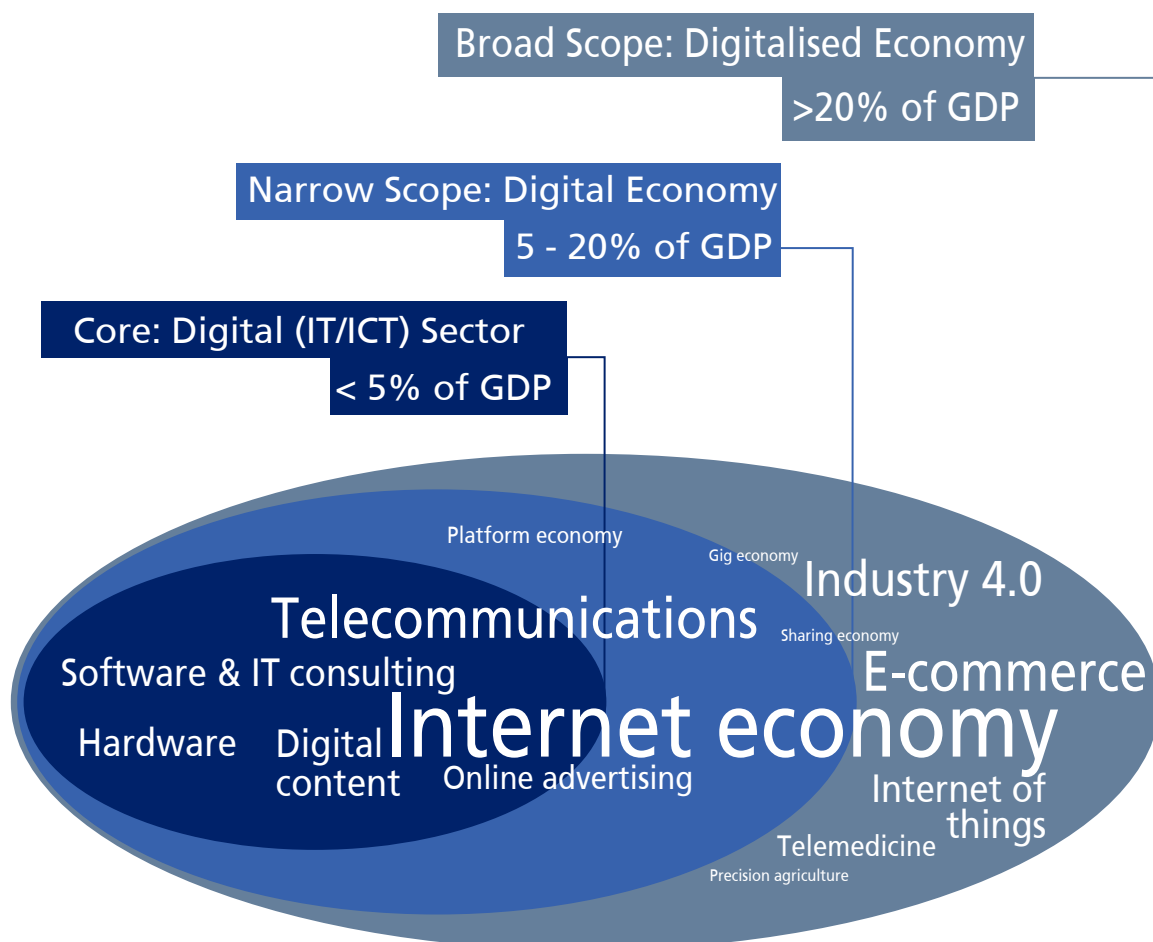 Broad Scope: Digitalised Economy
>20% of GDP
Narrow Scope: Digital Economy
5 - 20% of GDP
Core: Digital (IT/ICT) Sector
< 5% of GDP
Platform economy
Gig economy
Industry 4.0
Telecommunications
Sharing economy
Software & IT consulting
E-commerce
Internet economy
Hardware
Digital
content
Online advertising
Internet of
things
Telemedicine
Precision agriculture